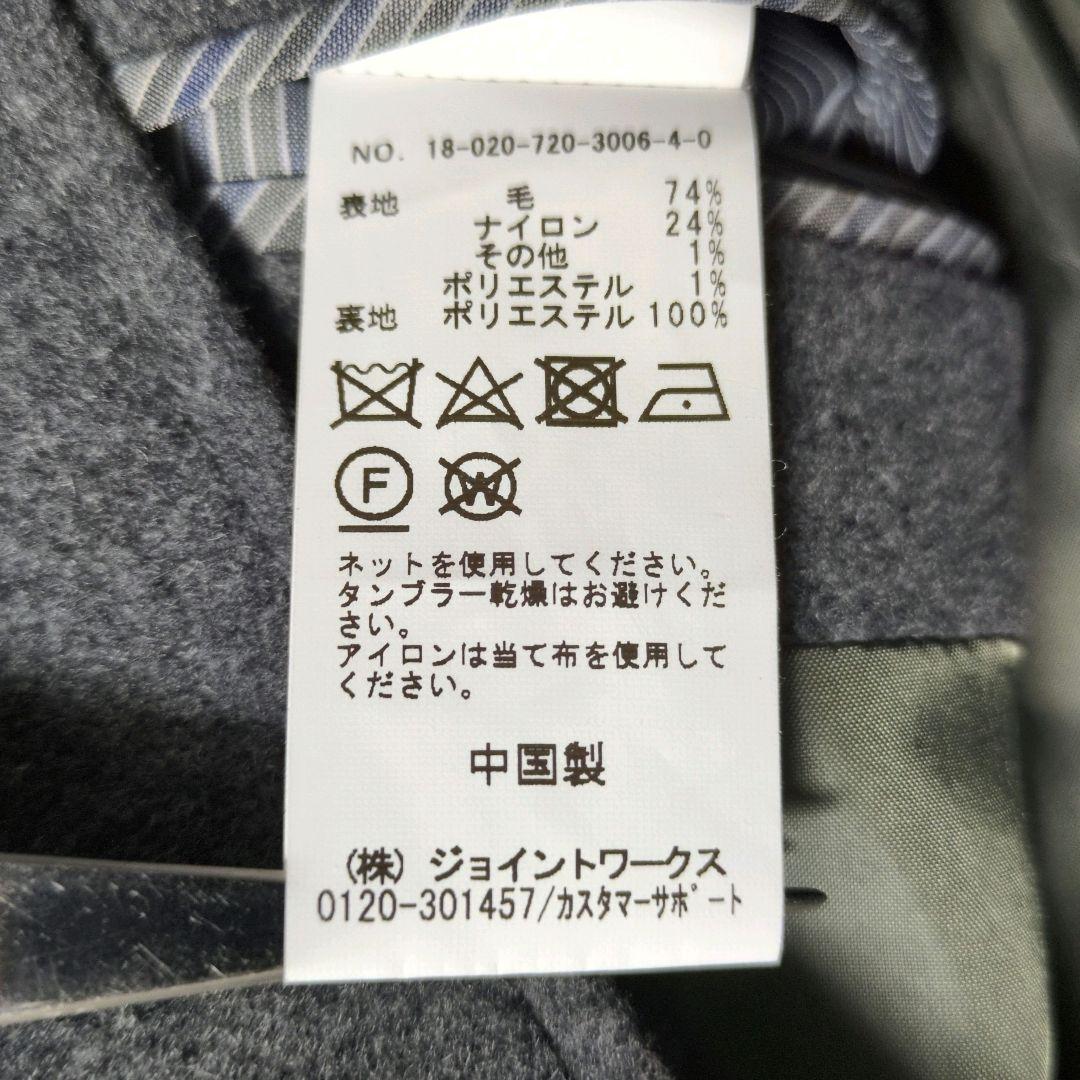 NO. 18-020-720-3006-4-0
表地 毛 74%
ナイロン 24%
その他 1%
ポリエステル 1%
裏地 ポリエステル 100%
F W
ネットを使用してください。
タンブラー乾燥はお避けくだ
さい。
アイロンは当て布を使用して
ください。
中国製
(株) ジョイントワークス
0120-301457/カスタマーサポート